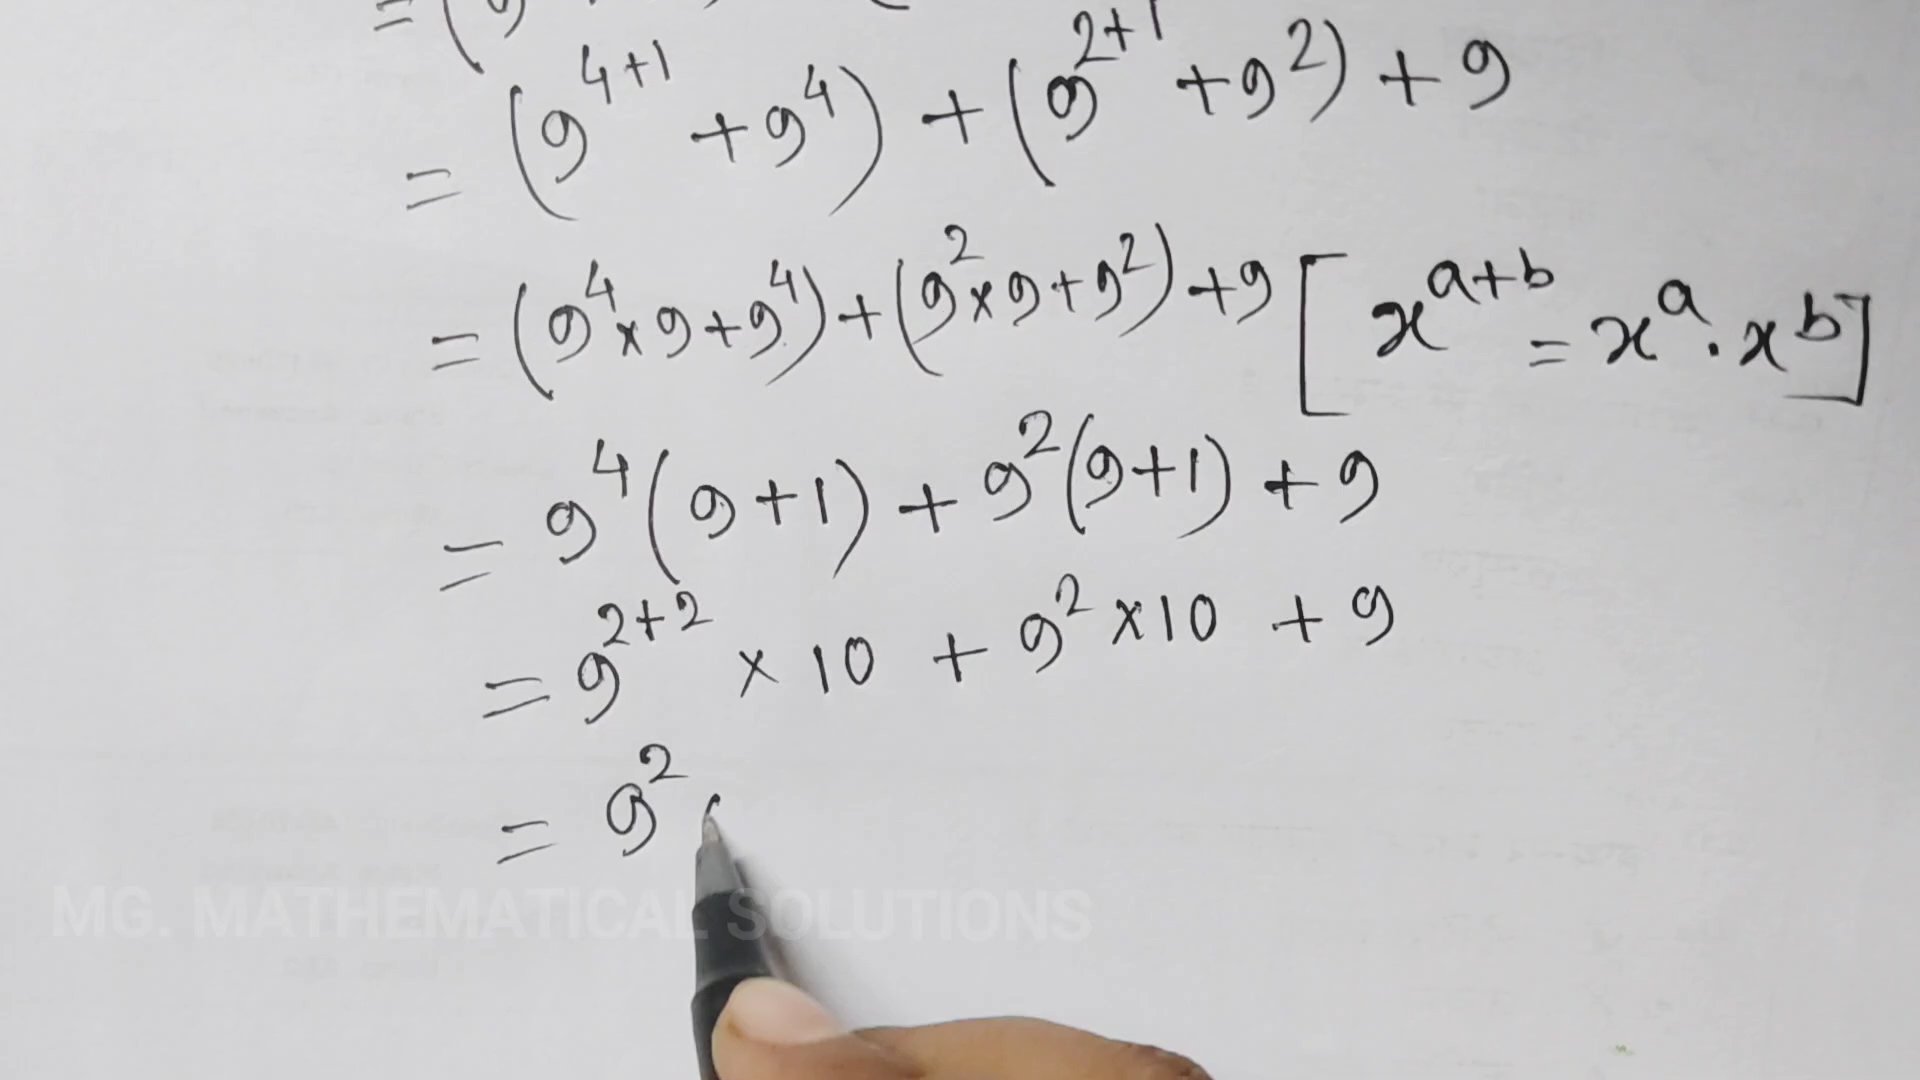 = (9
= (9^{4+1} + 9^4) + (9^{2+1} + 9^2) + 9
= (9^4 × 9 + 9^4) + (9^2 × 9 + 9^2) + 9 [x^{a+b} = x^a . x^b]
= 9^4 (9 + 1) + 9^2 (9 + 1) + 9
= 9^{2+2} × 10 + 9^2 × 10 + 9
= 9^2
MG. MATHEMATICAL SOLUTIONS